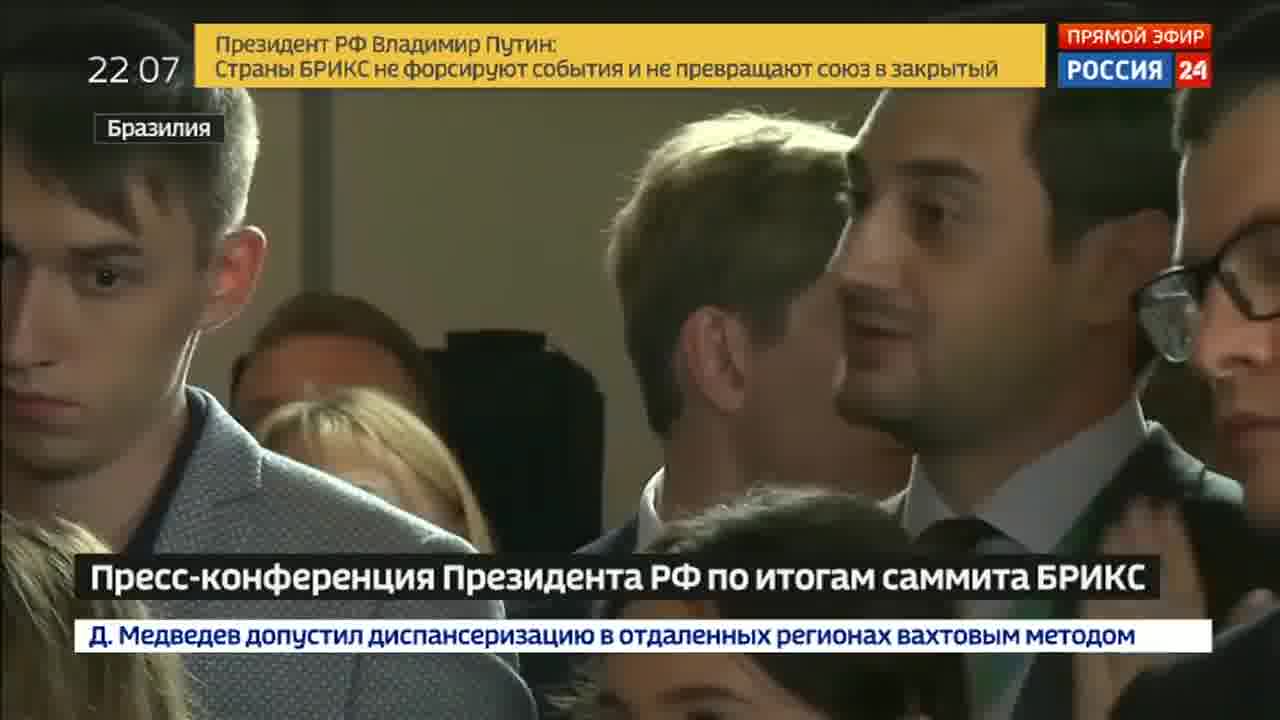 22 07
Президент РФ Владимир Путин:
Страны БРИКС не форсируют события и не превращают союз в закрытый
ПРЯМОЙ ЭФИР
РОССИЯ 24
Бразилия
Пресс-конференция Президента РФ по итогам саммита БРИКС
Д. Медведев допустил диспансеризацию в отдаленных регионах вахтовым методом